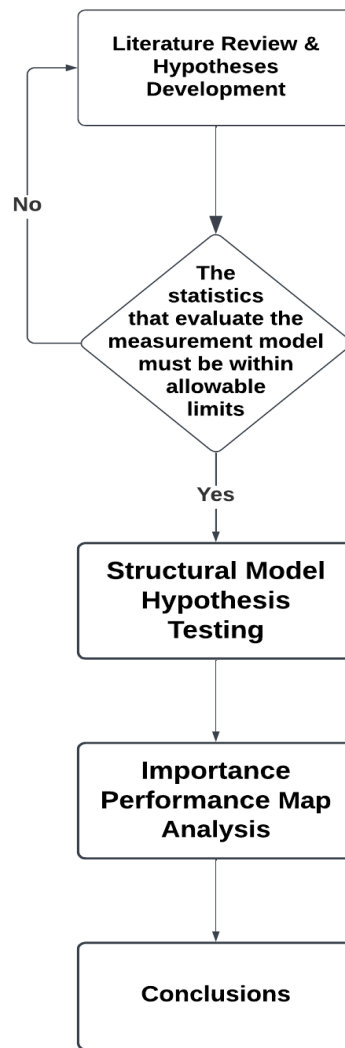 Literature Review &
Hypotheses
Development
No
The
statistics
that evaluate the
measurement model
must be within
allowable
limits
Yes
Structural Model
Hypothesis
Testing
Importance
Performance Map
Analysis
Conclusions